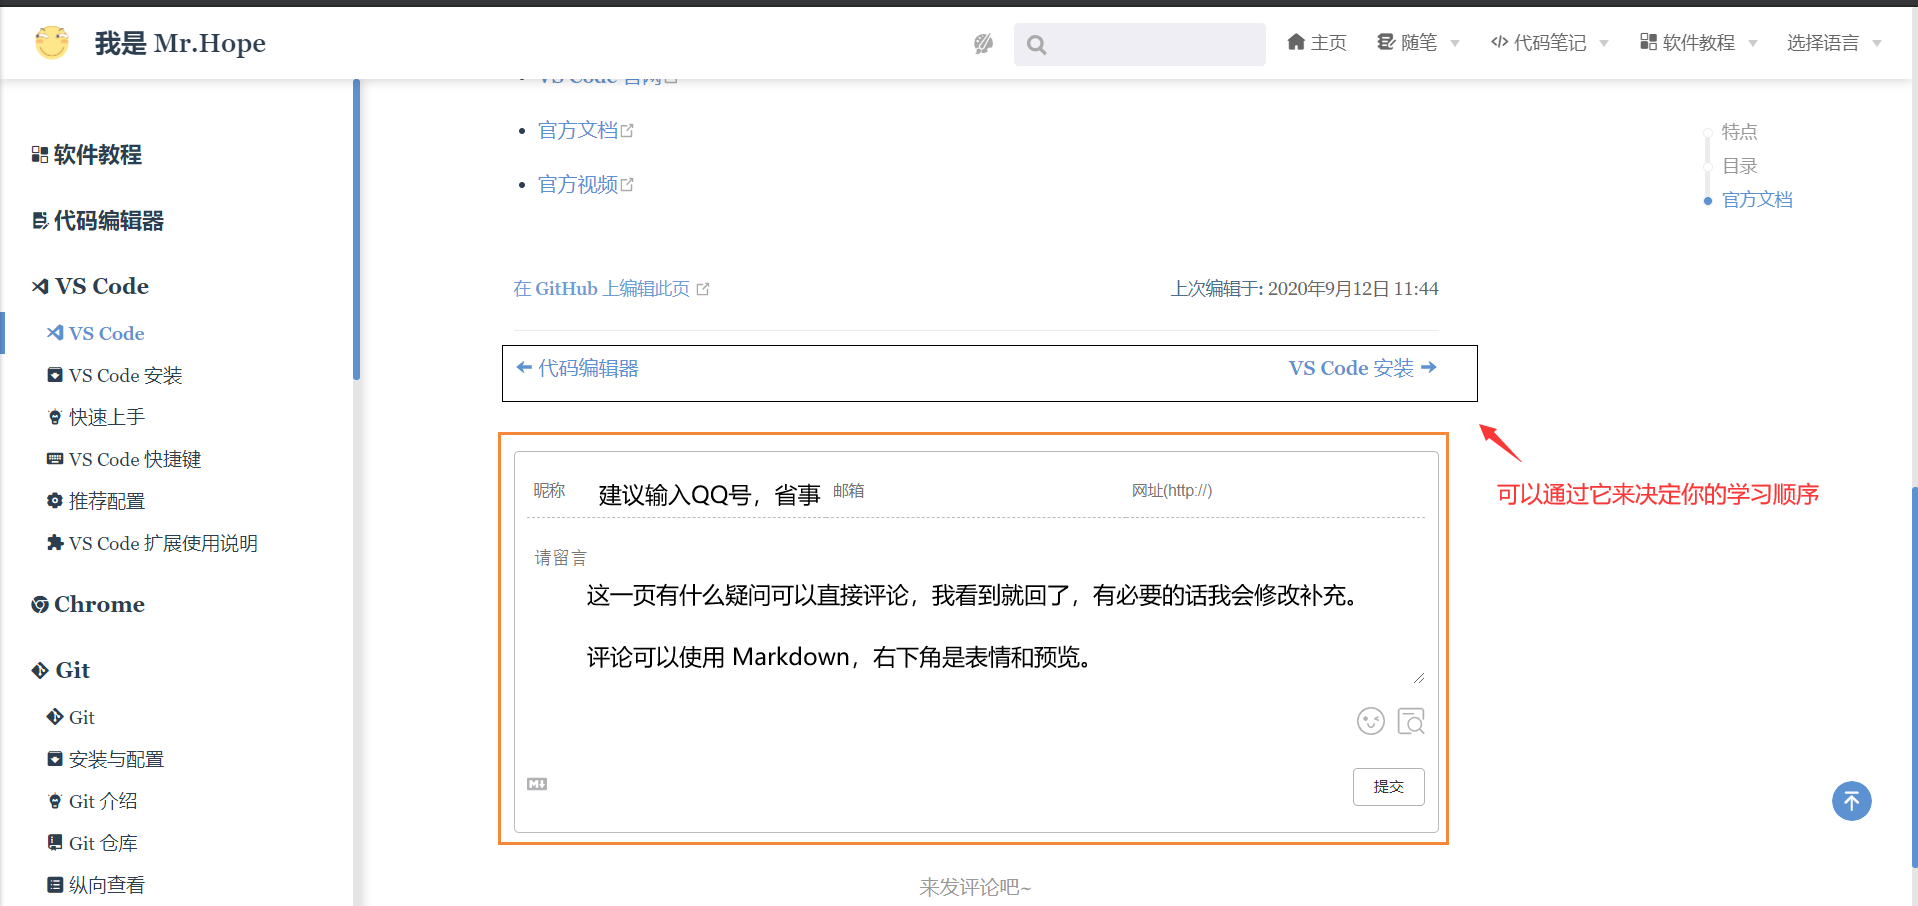 我是 Mr.Hope
主页
随笔
代码笔记
软件教程
选择语言
软件教程
代码编辑器
VS Code
VS Code
VS Code 安装
快速上手
VS Code 快捷键
推荐配置
VS Code 扩展使用说明
Chrome
Git
Git
安装与配置
Git 介绍
Git 仓库
纵向查看
VS Code 官网
官方文档
官方视频
在 GitHub 上编辑此页
上次编辑于: 2020年9月12日 11:44
代码编辑器
VS Code 安装
昵称
建议输入QQ号，省事
邮箱
网址(http://)
请留言
这一页有什么疑问可以直接评论，我看到就回了，有必要的话我会修改补充。
评论可以使用 Markdown，右下角是表情和预览。
M↓
提交
来发评论吧~
特点
目录
官方文档
可以通过它来决定你的学习顺序